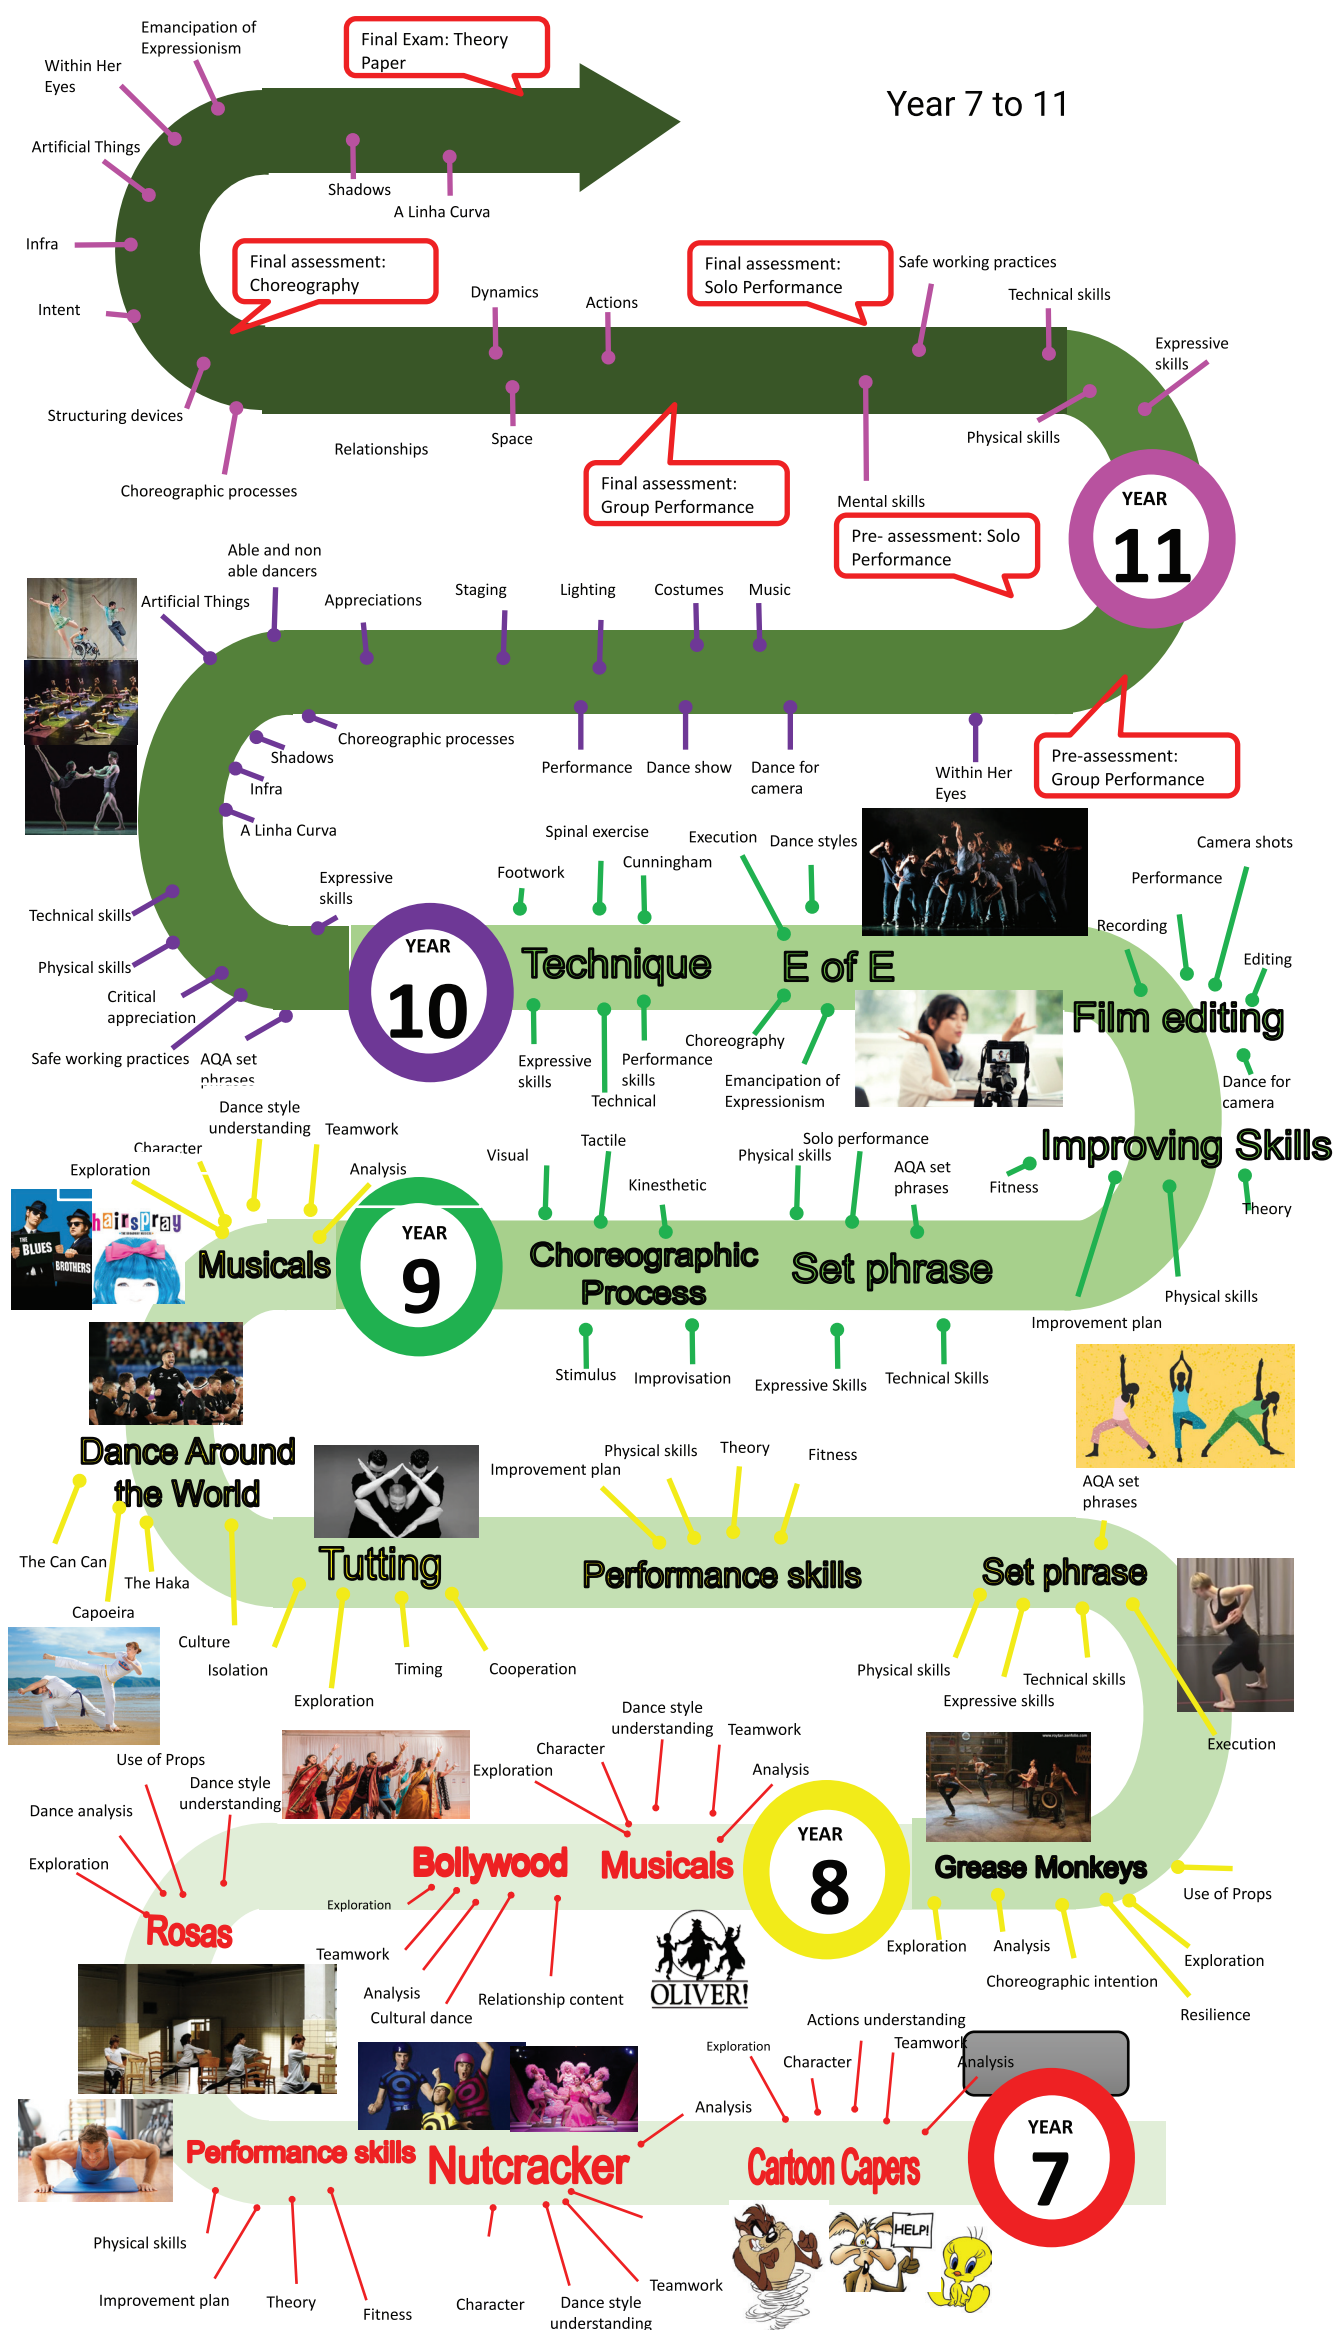 Emancipation of
Expressionism
Final Exam: Theory
Paper
Within Her
Eyes
Year 7 to 11
Artificial Things
Shadows
A Linha Curva
Infra
Final assessment:
Choreography
Final assessment:
Solo Performance
Safe working practices
Dynamics
Actions
Technical skills
Intent
Expressive
skills
Structuring devices
Relationships
Space
Physical skills
Choreographic processes
Final assessment:
Group Performance
Mental skills
YEAR
11
Pre- assessment: Solo
Performance
Able and non
able dancers
Artificial Things
Appreciations
Staging
Lighting
Costumes
Music
Choreographic processes
Shadows
Infra
A Linha Curva
Performance
Dance show
Dance for
camera
Within Her
Eyes
Pre-assessment:
Group Performance
Spinal exercise
Execution
Dance styles
Camera shots
Footwork
Cunningham
Performance
Expressive
skills
Technical skills
Recording
YEAR
10
Technique
E of E
Editing
Physical skills
Critical
appreciation
Film editing
Safe working practices
AQA set
phrases
Expressive
skills
Performance
skills
Technical
Choreography
Emancipation of
Expressionism
Dance for
camera
Dance style
understanding
Teamwork
Character
Exploration
Analysis
Visual
Tactile
Kinesthetic
Solo performance
Physical skills
AQA set
phrases
Improving Skills
Fitness
Theory
THE
BLUES
BROTHERS
hairspray
Musicals
YEAR
9
Choreographic
Process
Set phrase
Physical skills
Improvement plan
Stimulus
Improvisation
Expressive Skills
Technical Skills
Dance Around
the World
Improvement plan
Physical skills
Theory
Fitness
AQA set
phrases
The Can Can
The Haka
Capoeira
Culture
Tutting
Performance skills
Set phrase
Isolation
Exploration
Timing
Cooperation
Physical skills
Expressive skills
Technical skills
Execution
Use of Props
Dance style
understanding
Dance analysis
Exploration
Dance style
understanding
Teamwork
Character
Exploration
Analysis
Rosas
Bollywood
Musicals
YEAR
8
Grease Monkeys
Use of Props
Exploration
Teamwork
Analysis
Cultural dance
Relationship content
OLIVER!
Exploration
Analysis
Choreographic intention
Exploration
Resilience
Actions understanding
Exploration
Character
Teamwork
Analysis
Analysis
Performance skills
Nutcracker
Cartoon Capers
YEAR
7
HELP!
Physical skills
Improvement plan
Theory
Fitness
Character
Dance style
understanding
Teamwork